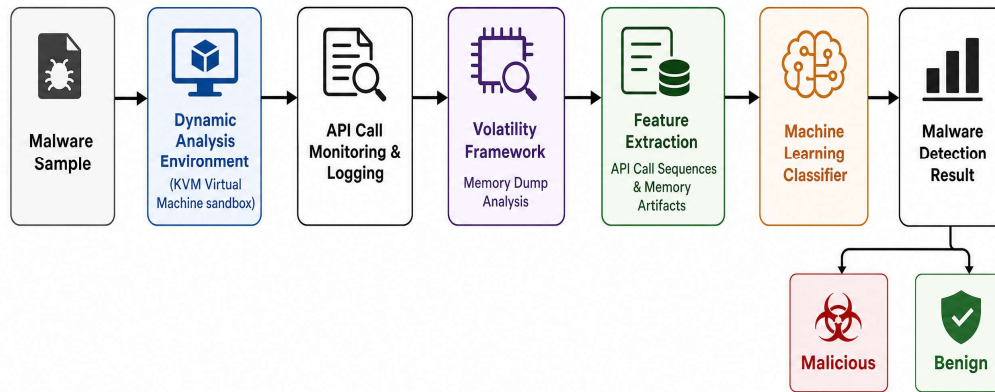 Malware
Sample
Dynamic
Analysis
Environment
(KVM Virtual
Machine sandbox)
API Call
Monitoring &
Logging
Volatility
Framework
Memory Dump
Analysis
Feature
Extraction
API Call Sequences
& Memory
Artifacts
Machine
Learning
Classifier
Malware
Detection
Result
Malicious
Benign